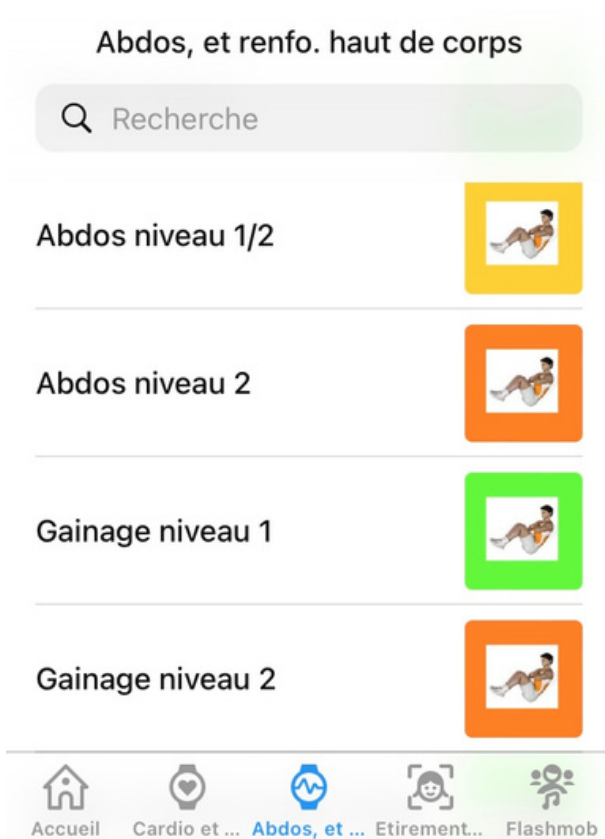 Abdos, et renfo. haut de corps
Recherche
Abdos niveau 1/2
Abdos niveau 2
Gainage niveau 1
Gainage niveau 2
Accueil Cardio et ... Abdos, et ... Etirement... Flashmob